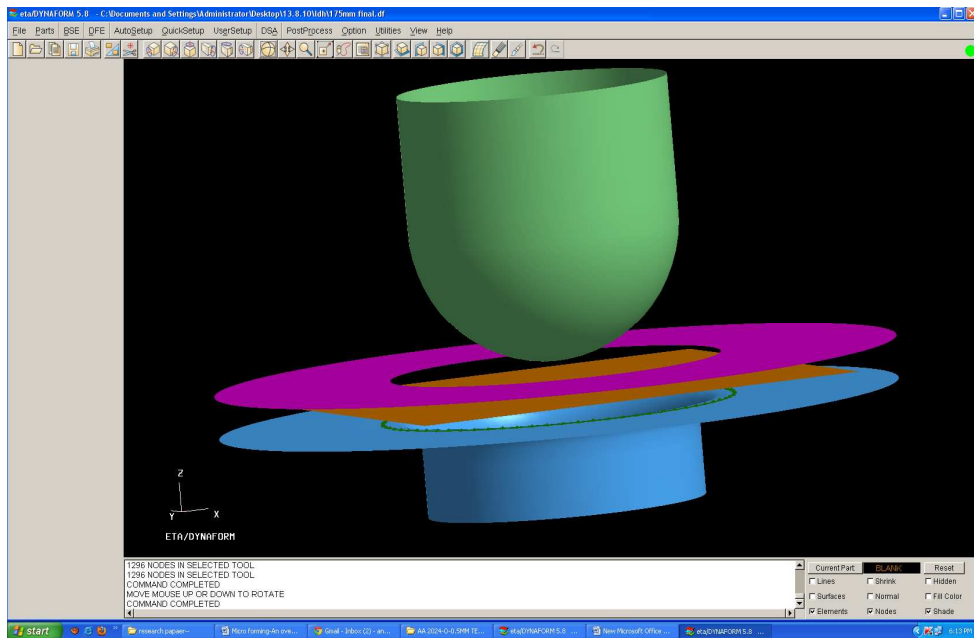 eta/DYNAFORM 5.8 - C:\Documents and Settings\Administrator\Desktop\13.8.10\ldh\175mm final.df
File Parts BSE DFE AutoSetup QuickSetup UserSetup DSA PostProcess Option Utilities View Help
Z
Y X
ETA/DYNAFORM
1296 NODES IN SELECTED TOOL
1296 NODES IN SELECTED TOOL
COMMAND COMPLETED
MOVE MOUSE UP OR DOWN TO ROTATE
COMMAND COMPLETED
Current Part BLANK Reset
Lines Shrink Hidden
Surfaces Normal Fill Color
Elements Nodes Shade
start research papaer-- Micro forming-An ove... Gmail - Inbox (2) - an... AA 2024-O-0.5MM TE... eta/DYNAFORM 5.8 ... New Microsoft Office ... eta/DYNAFORM 5.8 ... 6:13 PM